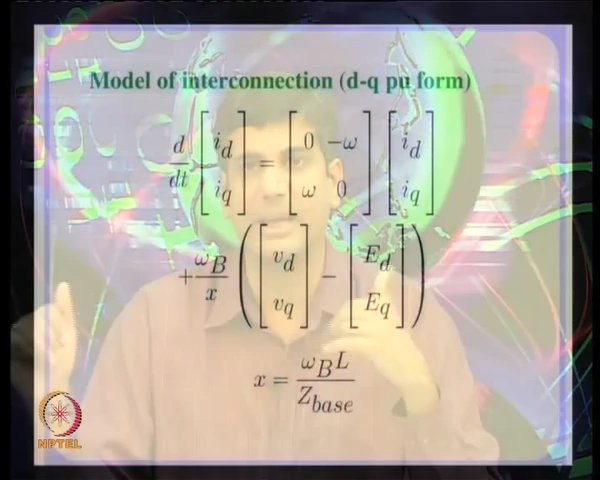 Model of interconnection (d-q pu form)
d/dt [i_d i_q] = [0 −ω ω 0] [i_d i_q]
+ ω_B/x ([v_d v_q] − [E_d E_q])
x = ω_B L / Z_base
NPTEL